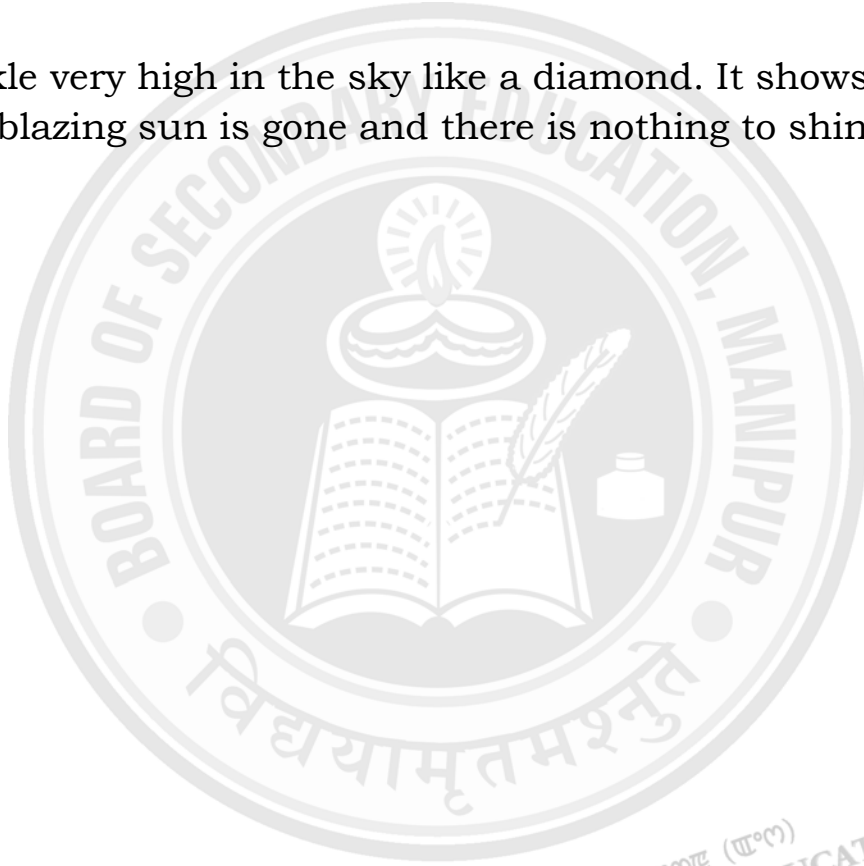 kle very high in the sky like a diamond. It shows
blazing sun is gone and there is nothing to shin
BOARD OF SECONDARY EDUCATION, MANIPUR
विद्ययामृतमश्नुते